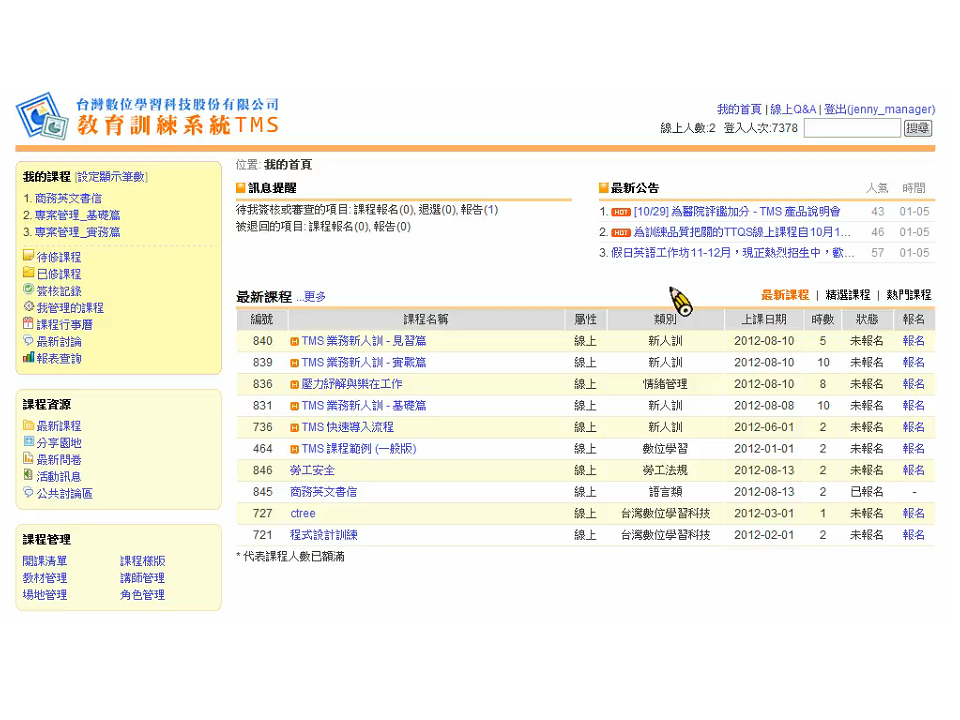 台灣數位學習科技股份有限公司
教育訓練系統TMS
我的首頁 | 線上Q&A | 登出(jenny_manager)
線上人數:2 登入人次:7378 搜尋
我的課程 [設定顯示筆數]
1. 商務英文書信
2. 專案管理_基礎篇
3. 專案管理_實務篇
待修課程
已修課程
簽核記錄
我管理的課程
課程行事曆
最新討論
報表查詢
課程資源
最新課程
分享園地
最新問卷
活動訊息
公共討論區
課程管理
開課清單 課程樣版
教材管理 講師管理
場地管理 角色管理
位置: 我的首頁
訊息提醒
待我簽核或審查的項目: 課程報名(0), 退選(0), 報告(1)
被退回的項目: 課程報名(0), 報告(0)
最新公告 人氣 時間
1. HOT [10/29] 為醫院評鑑加分 - TMS 產品說明會 43 01-05
2. HOT 為訓練品質把關的TTQS線上課程自10月1... 46 01-05
3. 假日英語工作坊11-12月，現正熱烈招生中，歡... 57 01-05
最新課程 ...更多
最新課程 | 精選課程 | 熱門課程
編號 課程名稱 屬性 類別 上課日期 時數 狀態 報名
840 H TMS 業務新人訓 - 見習篇 線上 新人訓 2012-08-10 5 未報名 報名
839 H TMS 業務新人訓 - 實戰篇 線上 新人訓 2012-08-10 10 未報名 報名
836 H 壓力紓解與樂在工作 線上 情緒管理 2012-08-10 8 未報名 報名
831 H TMS 業務新人訓 - 基礎篇 線上 新人訓 2012-08-08 10 未報名 報名
736 H TMS 快速導入流程 線上 新人訓 2012-06-01 2 未報名 報名
464 H TMS 課程範例 (一般版) 線上 數位學習 2012-01-01 2 未報名 報名
846 勞工安全 線上 勞工法規 2012-08-13 2 未報名 報名
845 商務英文書信 線上 語言類 2012-08-13 2 已報名 -
727 ctree 線上 台灣數位學習科技 2012-03-01 1 未報名 報名
721 程式設計訓練 線上 台灣數位學習科技 2012-02-01 2 未報名 報名
* 代表課程人數已額滿